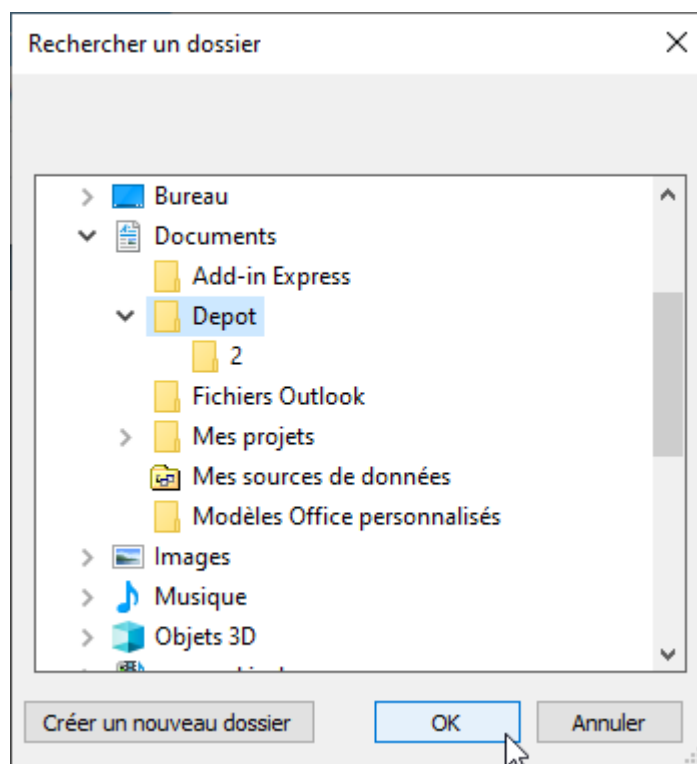 Rechercher un dossier
Bureau
Documents
Add-in Express
Depot
2
Fichiers Outlook
Mes projets
Mes sources de données
Modèles Office personnalisés
Images
Musique
Objets 3D
Créer un nouveau dossier
OK
Annuler